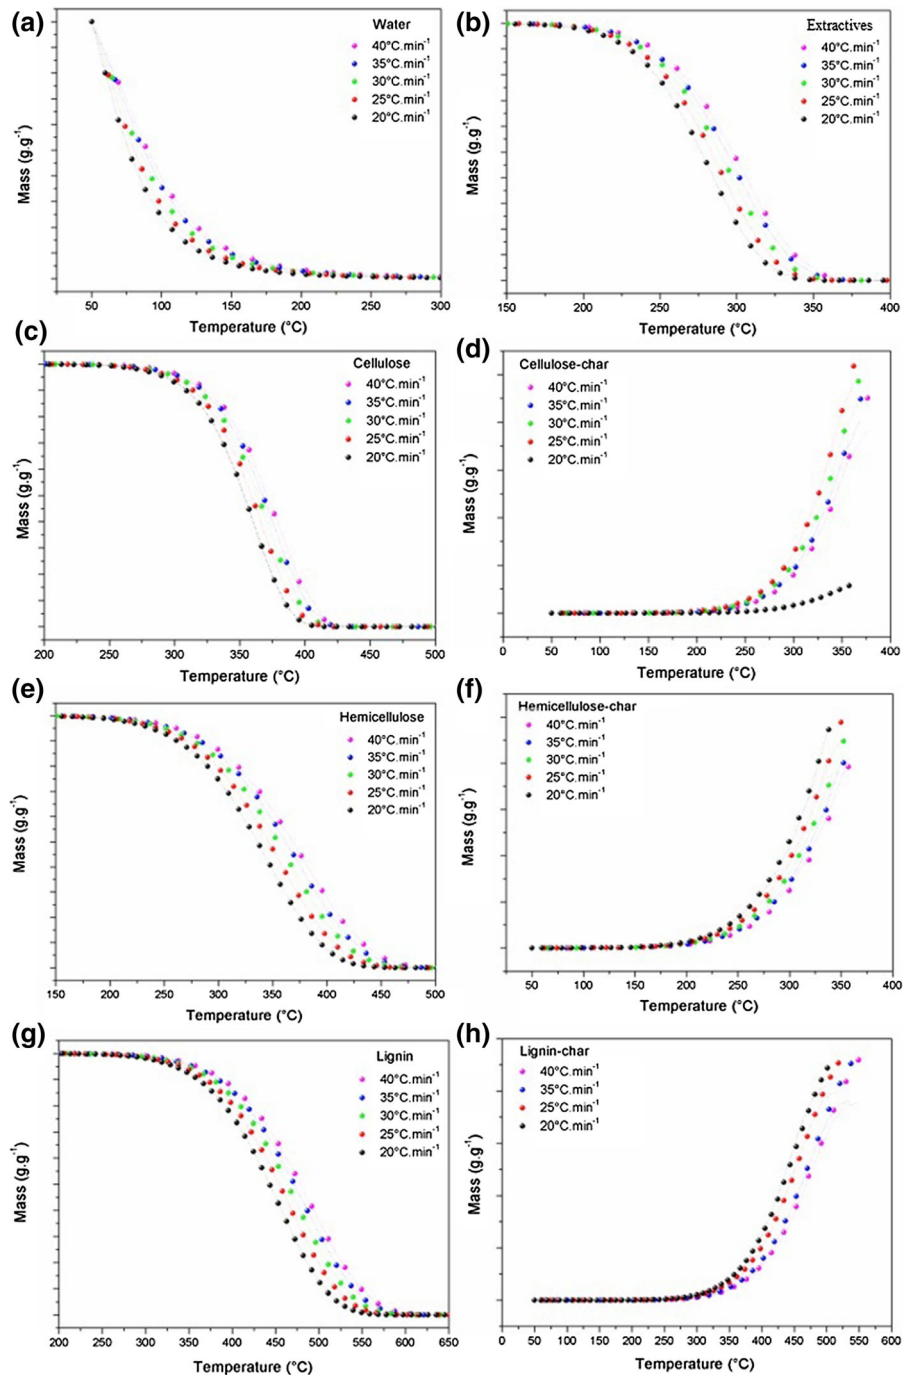 (a)
Water
40°C.min⁻¹
35°C.min⁻¹
30°C.min⁻¹
25°C.min⁻¹
20°C.min⁻¹
Mass (g.g⁻¹)
50 100 150 200 250 300
Temperature (°C)
(b)
Extractives
40°C.min⁻¹
35°C.min⁻¹
30°C.min⁻¹
25°C.min⁻¹
20°C.min⁻¹
Mass (g.g⁻¹)
150 200 250 300 350 400
Temperature (°C)
(c)
Cellulose
40°C.min⁻¹
35°C.min⁻¹
30°C.min⁻¹
25°C.min⁻¹
20°C.min⁻¹
Mass (g.g⁻¹)
200 250 300 350 400 450 500
Temperature (°C)
(d)
Cellulose-char
40°C.min⁻¹
35°C.min⁻¹
30°C.min⁻¹
25°C.min⁻¹
20°C.min⁻¹
Mass (g.g⁻¹)
0 50 100 150 200 250 300 350 400
Temperature (°C)
(e)
Hemicellulose
40°C.min⁻¹
35°C.min⁻¹
30°C.min⁻¹
25°C.min⁻¹
20°C.min⁻¹
Mass (g.g⁻¹)
150 200 250 300 350 400 450 500
Temperature (°C)
(f)
Hemicellulose-char
40°C.min⁻¹
35°C.min⁻¹
30°C.min⁻¹
25°C.min⁻¹
20°C.min⁻¹
Mass (g.g⁻¹)
50 100 150 200 250 300 350 400
Temperature (°C)
(g)
Lignin
40°C.min⁻¹
35°C.min⁻¹
30°C.min⁻¹
25°C.min⁻¹
20°C.min⁻¹
Mass (g.g⁻¹)
200 250 300 350 400 450 500 550 600 650
Temperature (°C)
(h)
Lignin-char
40°C.min⁻¹
35°C.min⁻¹
25°C.min⁻¹
20°C.min⁻¹
Mass (g.g⁻¹)
0 50 100 150 200 250 300 350 400 450 500 550 600
Temperature (°C)